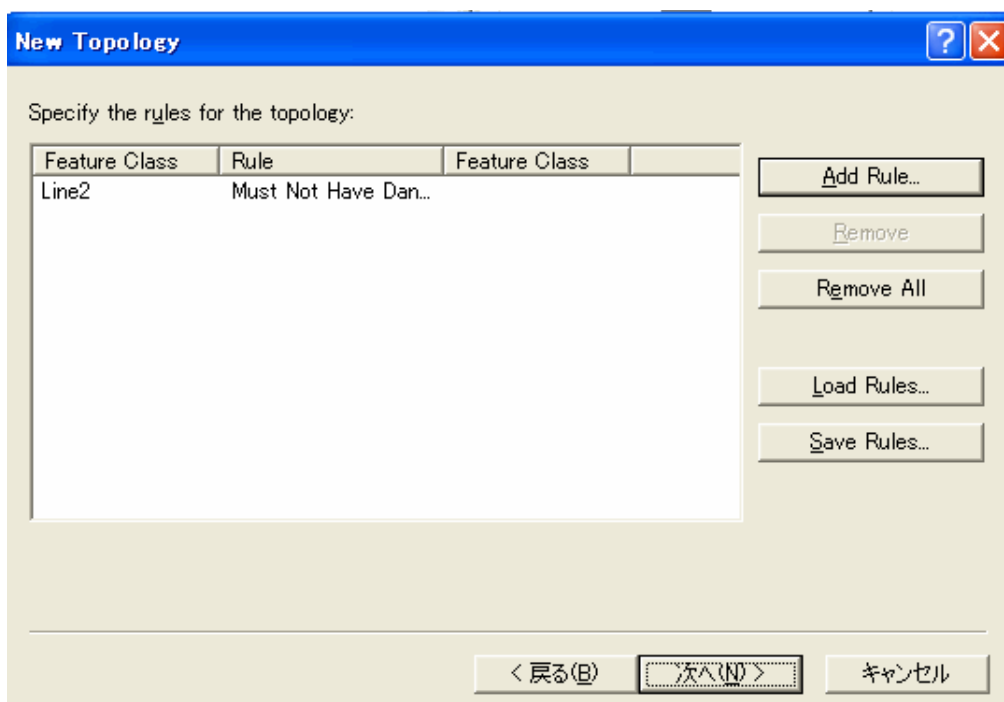 New Topology
Specify the rules for the topology:
Feature Class Rule Feature Class
Line2 Must Not Have Dan...
Add Rule...
Remove
Remove All
Load Rules...
Save Rules...
< 戻る(B) 次へ(N) > キャンセル